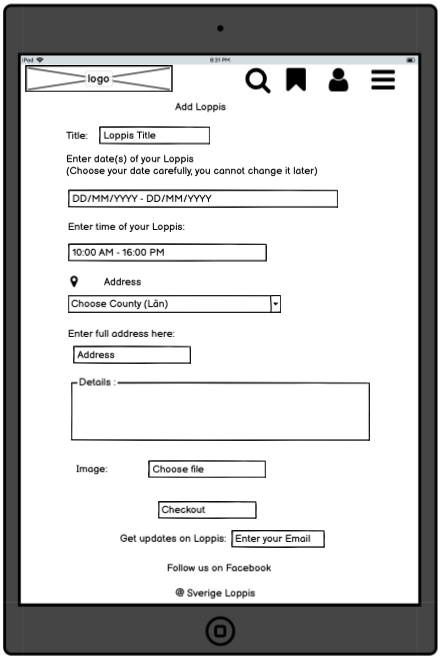 iPad
8:31 PM
logo
Add Loppis
Title:
Loppis Title
Enter date(s) of your Loppis
(Choose your date carefully, you cannot change it later)
DD/MM/YYYY - DD/MM/YYYY
Enter time of your Loppis:
10:00 AM - 16:00 PM
Address
Choose County (Län)
Enter full address here:
Address
Details :
Image:
Choose file
Checkout
Get updates on Loppis:
Enter your Email
Follow us on Facebook
@ Sverige Loppis